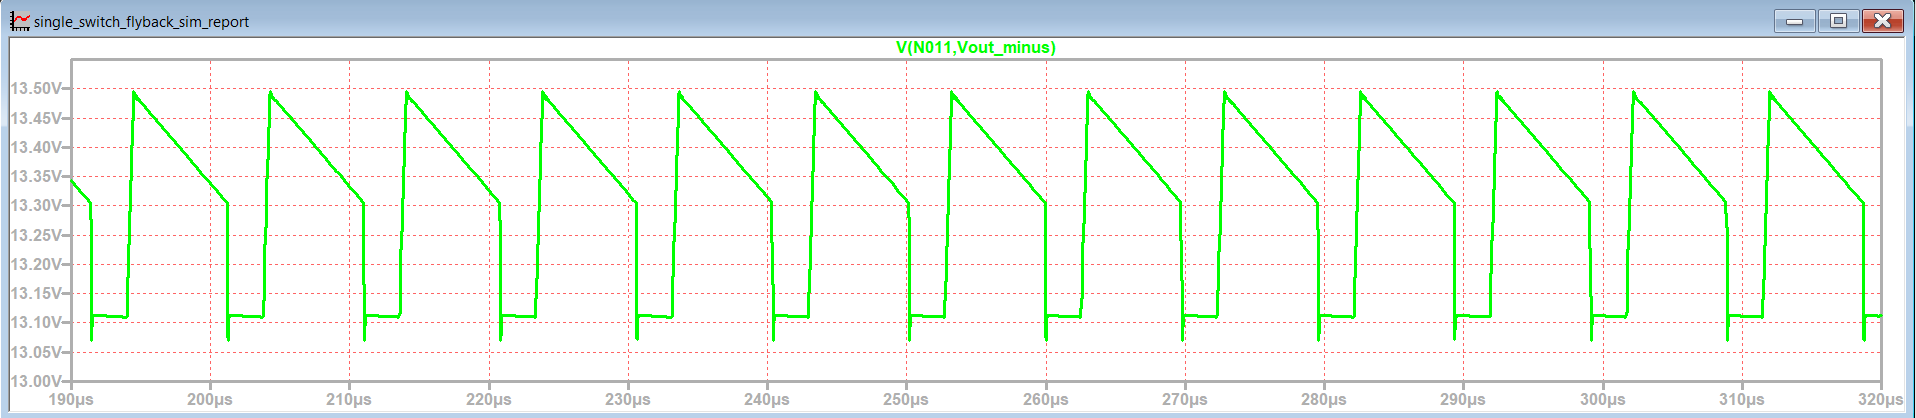 single_switch_flyback_sim_report
V(N011,Vout_minus)
13.50V
13.45V
13.40V
13.35V
13.30V
13.25V
13.20V
13.15V
13.10V
13.05V
13.00V
190µs 200µs 210µs 220µs 230µs 240µs 250µs 260µs 270µs 280µs 290µs 300µs 310µs 320µs